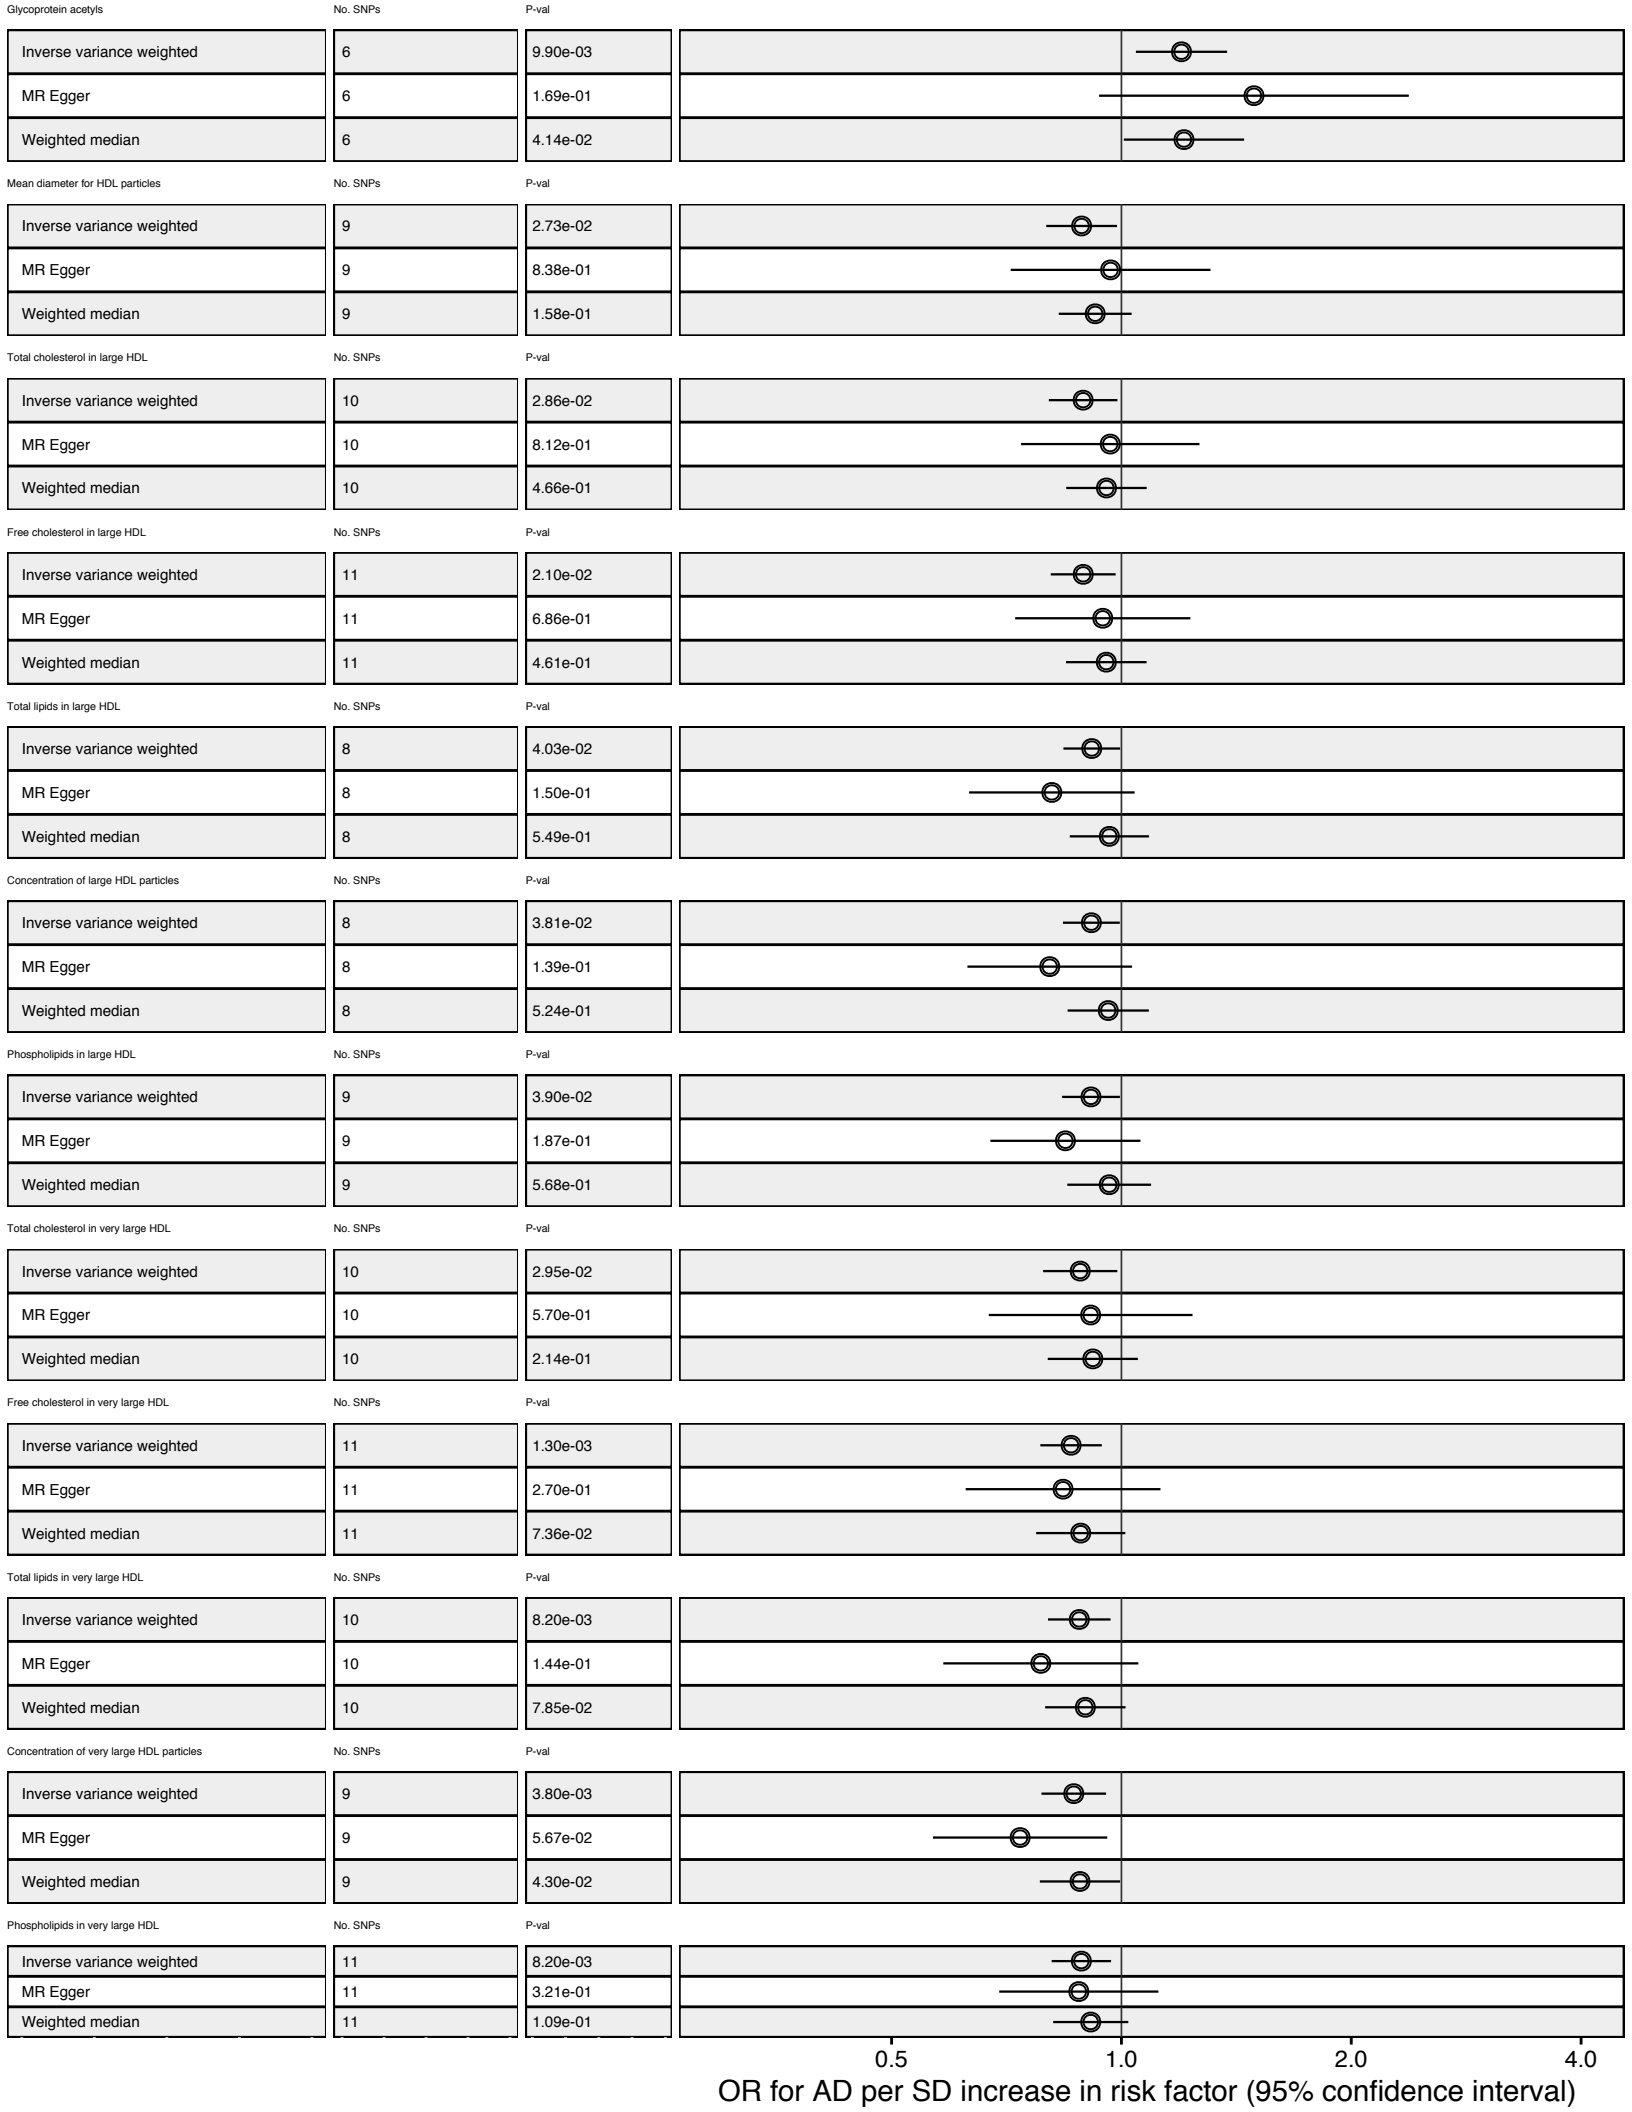 Glycoprotein acetyls No. SNPs P-val
Inverse variance weighted 6 9.90e-03
MR Egger 6 1.69e-01
Weighted median 6 4.14e-02
Mean diameter for HDL particles No. SNPs P-val
Inverse variance weighted 9 2.73e-02
MR Egger 9 8.38e-01
Weighted median 9 1.58e-01
Total cholesterol in large HDL No. SNPs P-val
Inverse variance weighted 10 2.86e-02
MR Egger 10 8.12e-01
Weighted median 10 4.66e-01
Free cholesterol in large HDL No. SNPs P-val
Inverse variance weighted 11 2.10e-02
MR Egger 11 6.86e-01
Weighted median 11 4.61e-01
Total lipids in large HDL No. SNPs P-val
Inverse variance weighted 8 4.03e-02
MR Egger 8 1.50e-01
Weighted median 8 5.49e-01
Concentration of large HDL particles No. SNPs P-val
Inverse variance weighted 8 3.81e-02
MR Egger 8 1.39e-01
Weighted median 8 5.24e-01
Phospholipids in large HDL No. SNPs P-val
Inverse variance weighted 9 3.90e-02
MR Egger 9 1.87e-01
Weighted median 9 5.68e-01
Total cholesterol in very large HDL No. SNPs P-val
Inverse variance weighted 10 2.95e-02
MR Egger 10 5.70e-01
Weighted median 10 2.14e-01
Free cholesterol in very large HDL No. SNPs P-val
Inverse variance weighted 11 1.30e-03
MR Egger 11 2.70e-01
Weighted median 11 7.36e-02
Total lipids in very large HDL No. SNPs P-val
Inverse variance weighted 10 8.20e-03
MR Egger 10 1.44e-01
Weighted median 10 7.85e-02
Concentration of very large HDL particles No. SNPs P-val
Inverse variance weighted 9 3.80e-03
MR Egger 9 5.67e-02
Weighted median 9 4.30e-02
Phospholipids in very large HDL No. SNPs P-val
Inverse variance weighted 11 8.20e-03
MR Egger 11 3.21e-01
Weighted median 11 1.09e-01
0.5 1.0 2.0 4.0
OR for AD per SD increase in risk factor (95% confidence interval)